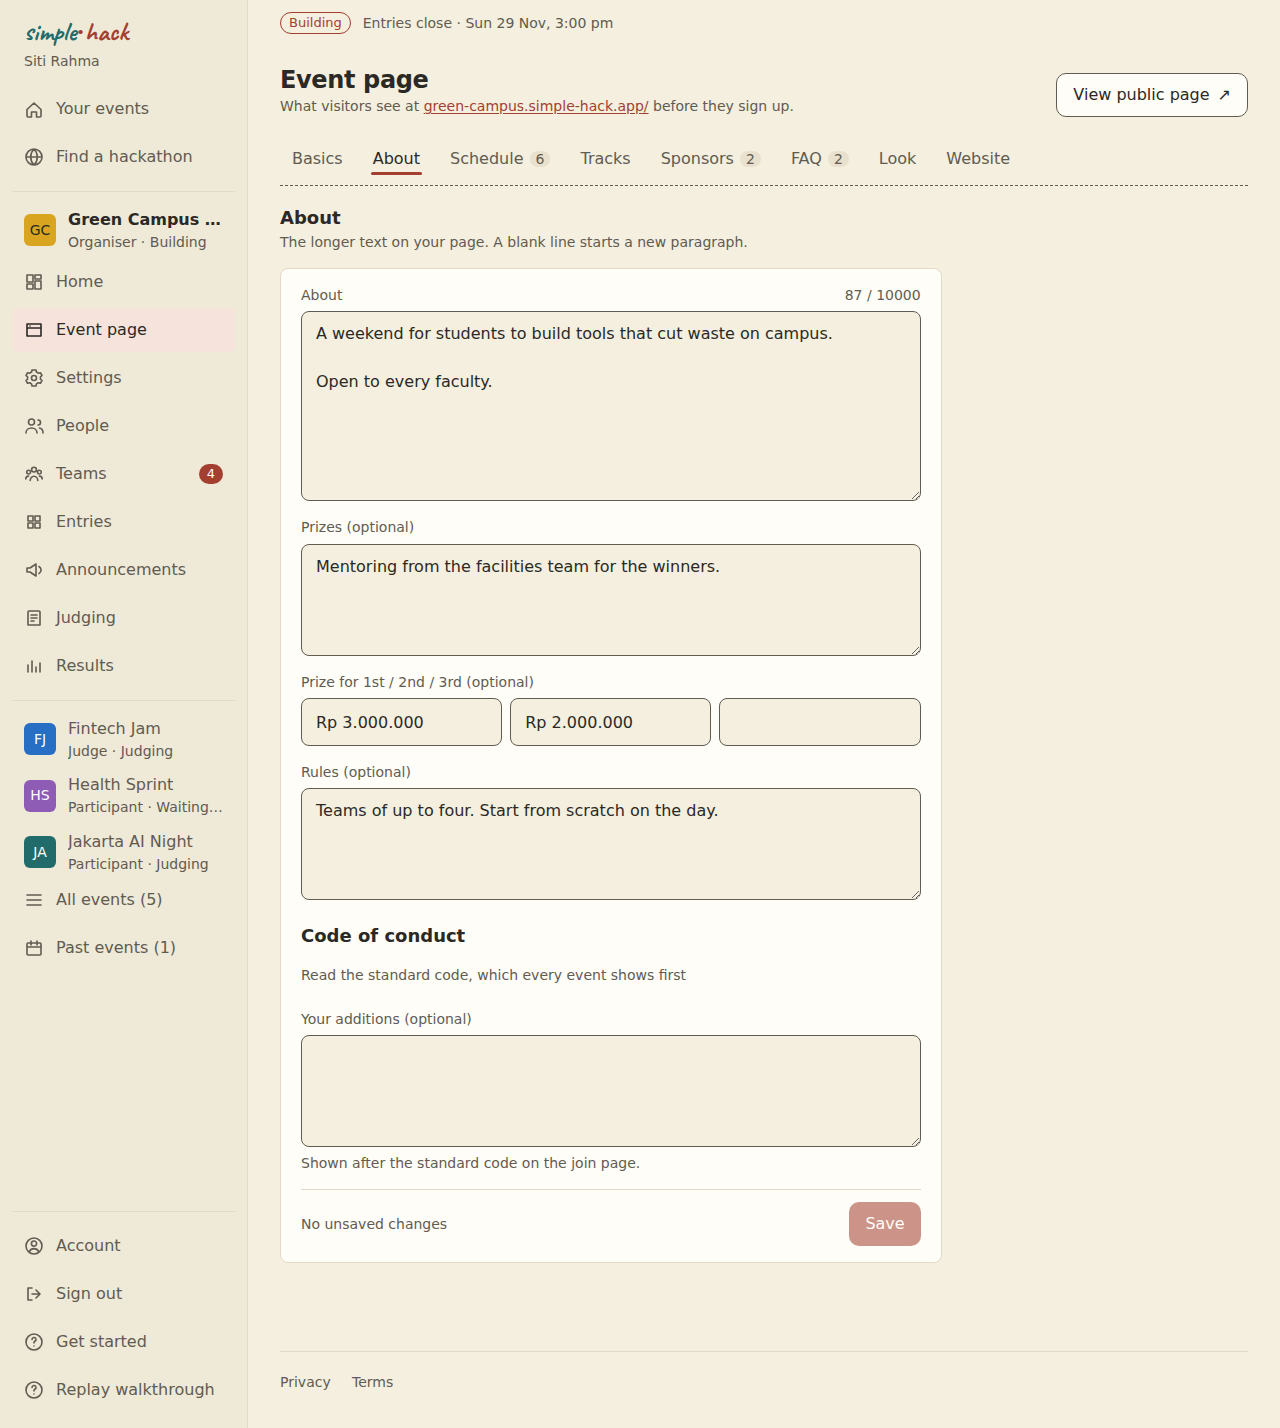 simple·hack
Siti Rahma
Your events
Find a hackathon
GC
Green Campus ...
Organiser · Building
Home
Event page
Settings
People
Teams
4
Entries
Announcements
Judging
Results
FJ
Fintech Jam
Judge · Judging
HS
Health Sprint
Participant · Waiting...
JA
Jakarta AI Night
Participant · Judging
All events (5)
Past events (1)
Account
Sign out
Get started
Replay walkthrough
Building
Entries close · Sun 29 Nov, 3:00 pm
Event page
What visitors see at green-campus.simple-hack.app/ before they sign up.
View public page ↗
Basics About Schedule 6 Tracks Sponsors 2 FAQ 2 Look Website
About
The longer text on your page. A blank line starts a new paragraph.
About 87 / 10000
A weekend for students to build tools that cut waste on campus.
Open to every faculty.
Prizes (optional)
Mentoring from the facilities team for the winners.
Prize for 1st / 2nd / 3rd (optional)
Rp 3.000.000 Rp 2.000.000
Rules (optional)
Teams of up to four. Start from scratch on the day.
Code of conduct
Read the standard code, which every event shows first
Your additions (optional)
Shown after the standard code on the join page.
No unsaved changes
Save
Privacy Terms